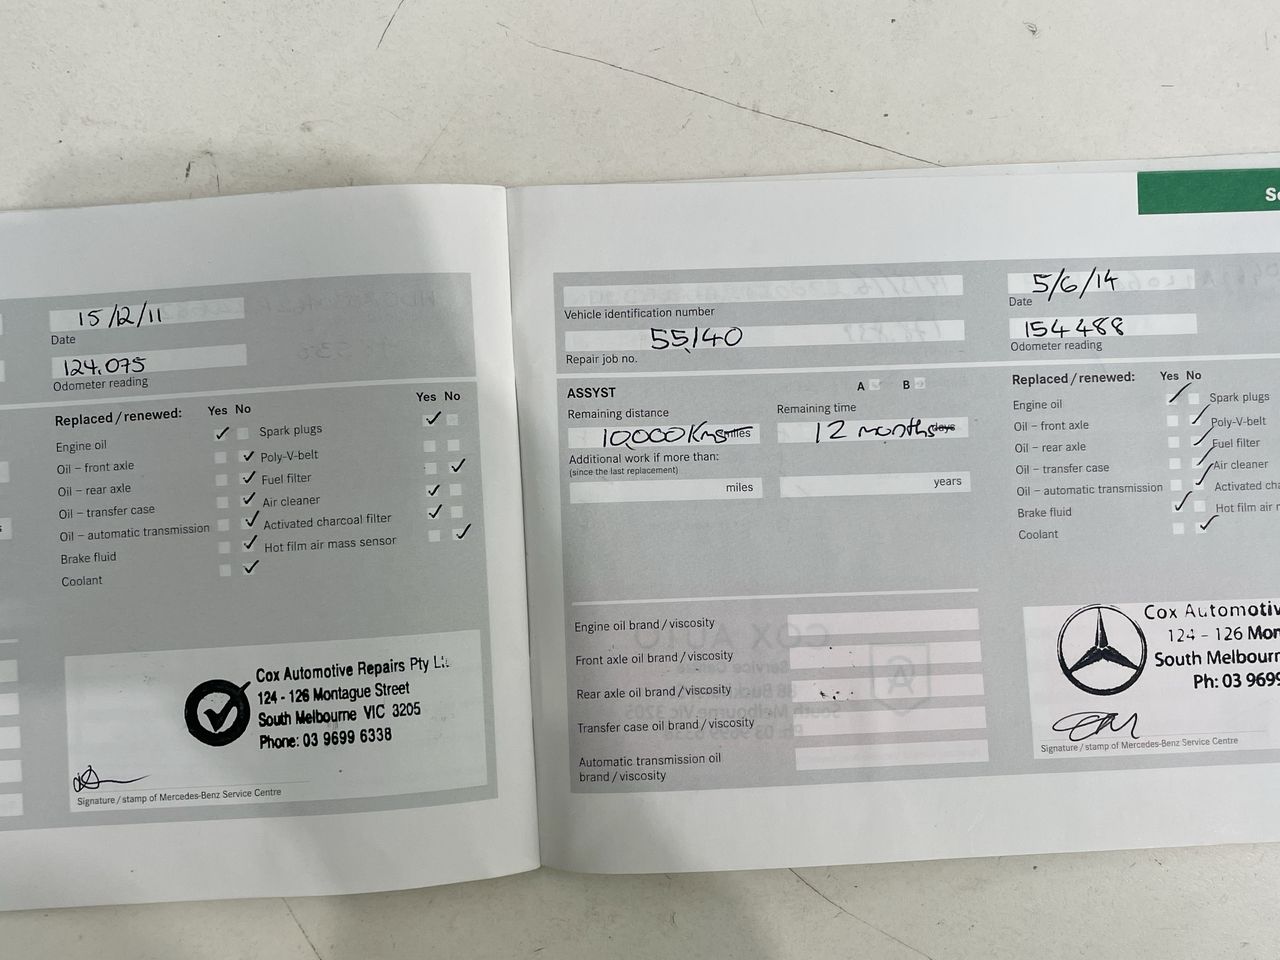 15/12/11
Date
124.075
Odometer reading
Replaced / renewed:
Yes No
Yes No
Engine oil
Spark plugs
Oil – front axle
Poly-V-belt
Oil – rear axle
Fuel filter
Oil – transfer case
Air cleaner
Oil – automatic transmission
Activated charcoal filter
Brake fluid
Hot film air mass sensor
Coolant
Cox Automotive Repairs Pty
124 - 126 Montague Street
South Melbourne VIC 3205
Phone: 03 9699 6338
Signature / stamp of Mercedes-Benz Service Centre
Vehicle identification number
55140
Repair job no.
ASSYST
A
B
Remaining distance
Remaining time
10,000 Kms miles
12 months days
Additional work if more than:
(since the last replacement)
miles
years
Engine oil brand / viscosity
Front axle oil brand / viscosity
Rear axle oil brand / viscosity
Transfer case oil brand / viscosity
Automatic transmission oil
brand / viscosity
5/6/14
Date
154488
Odometer reading
Replaced / renewed:
Yes No
Engine oil
Spark plugs
Oil – front axle
Poly-V-belt
Oil – rear axle
Fuel filter
Oil – transfer case
Air cleaner
Oil – automatic transmission
Activated
Brake fluid
Hot film air
Coolant
Cox Automotiv
124 - 126 Mon
South Melbour
Ph: 03 969
Signature / stamp of Mercedes-Benz Service Centre